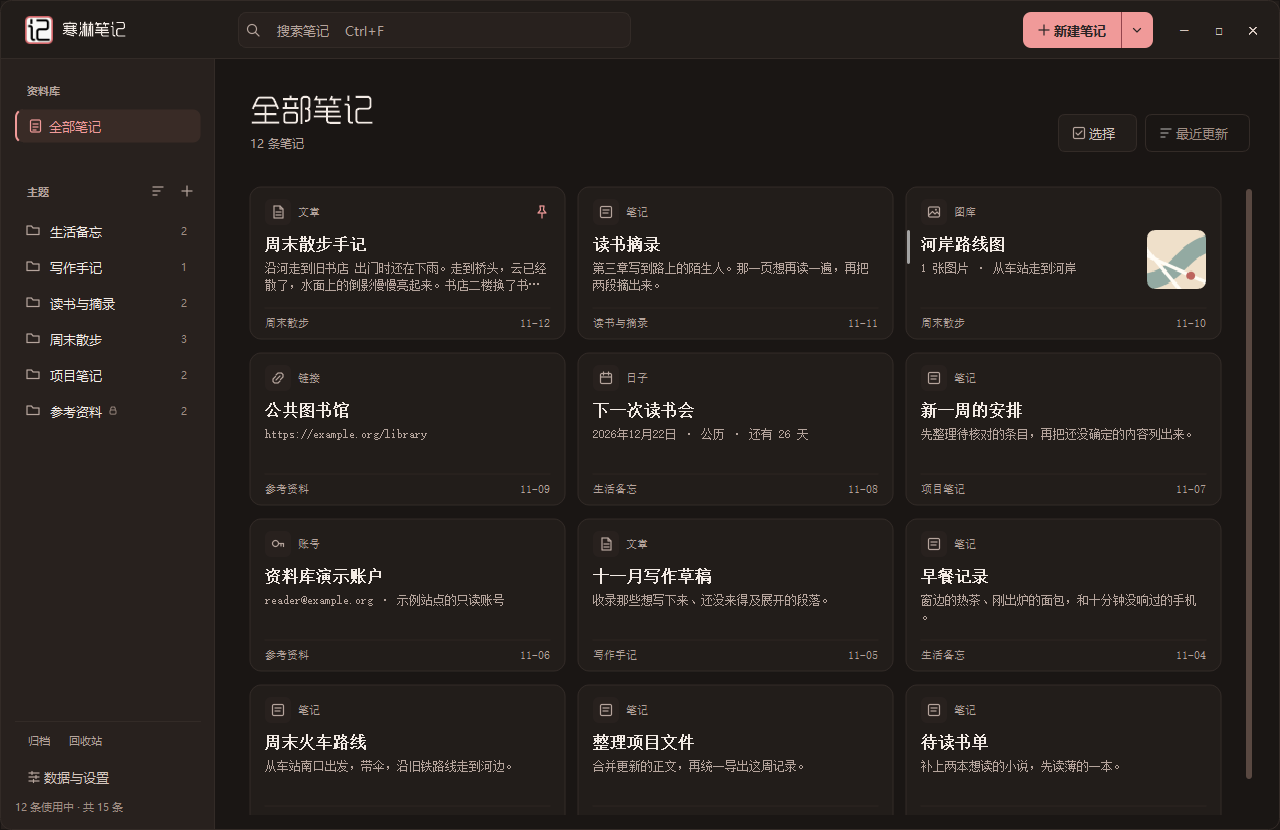 记 寒淋笔记
搜索笔记 Ctrl+F
新建笔记
资料库
全部笔记
主题
生活备忘 2
写作手记 1
读书与摘录 2
周末散步 3
项目笔记 2
参考资料 2
归档 回收站
数据与设置
12 条使用中 · 共 15 条
全部笔记
12 条笔记
选择
最近更新
文章
周末散步手记
沿河走到旧书店 出门时还在下雨。走到桥头，云已经
散了，水面上的倒影慢慢亮起来。书店二楼换了书…
周末散步 11-12
笔记
读书摘录
第三章写到路上的陌生人。那一页想再读一遍，再把
两段摘出来。
读书与摘录 11-11
图库
河岸路线图
1 张图片 · 从车站走到河岸
周末散步 11-10
链接
公共图书馆
https://example.org/library
参考资料 11-09
日子
下一次读书会
2026年12月22日 · 公历 · 还有 26 天
生活备忘 11-08
笔记
新一周的安排
先整理待核对的条目，再把还没确定的内容列出来。
项目笔记 11-07
账号
资料库演示账户
reader@example.org · 示例站点的只读账号
参考资料 11-06
文章
十一月写作草稿
收录那些想写下来、还没来得及展开的段落。
写作手记 11-05
笔记
早餐记录
窗边的热茶、刚出炉的面包，和十分钟没响过的手机
。
生活备忘 11-04
笔记
周末火车路线
从车站南口出发，带伞，沿旧铁路线走到河边。
笔记
整理项目文件
合并更新的正文，再统一导出这周记录。
笔记
待读书单
补上两本想读的小说，先读薄的一本。